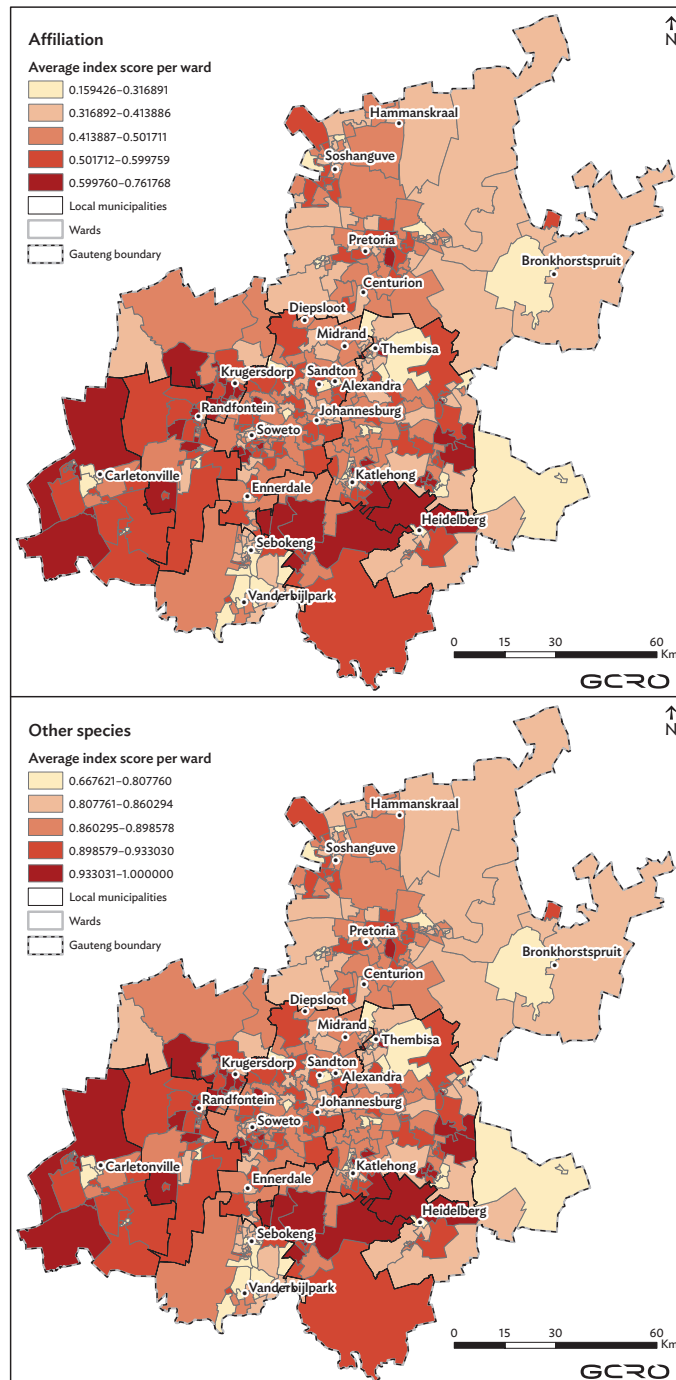 Affiliation
N
Average index score per ward
0.159426–0.316891
0.316892–0.413886
0.413887–0.501711
0.501712–0.599759
0.599760–0.761768
Local municipalities
Wards
Gauteng boundary
Hammanskraal
Soshanguve
Pretoria
Bronkhorstspruit
Centurion
Diepsloot
Midrand
Thembisa
Krugersdorp
Sandton
Alexandra
Randfontein
Johannesburg
Soweto
Carletonville
Katlehong
Ennerdale
Heidelberg
Sebokeng
Vanderbijlpark
0 15 30 60
Km
GCRO
Other species
N
Average index score per ward
0.667621–0.807760
0.807761–0.860294
0.860295–0.898578
0.898579–0.933030
0.933031–1.000000
Local municipalities
Wards
Gauteng boundary
Hammanskraal
Soshanguve
Pretoria
Bronkhorstspruit
Centurion
Diepsloot
Midrand
Thembisa
Krugersdorp
Sandton
Alexandra
Randfontein
Johannesburg
Soweto
Carletonville
Katlehong
Ennerdale
Heidelberg
Sebokeng
Vanderbijlpark
0 15 30 60
Km
GCRO